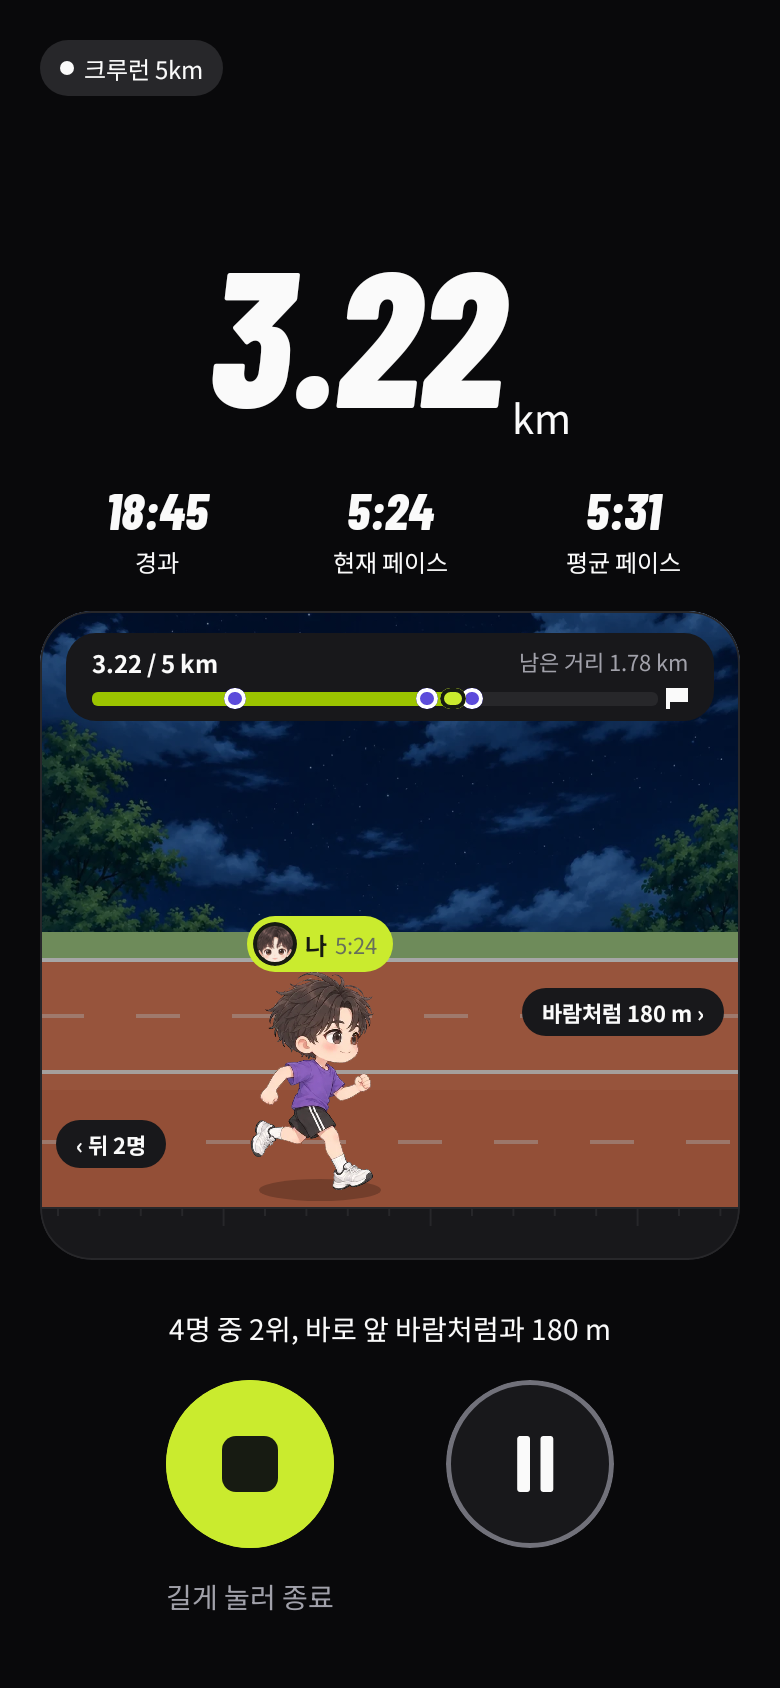 크루런 5km
3.22 km
18:45 5:24 5:31
경과 현재 페이스 평균 페이스
3.22 / 5 km 남은 거리 1.78 km
나 5:24
바람처럼 180 m ›
‹ 뒤 2명
4명 중 2위, 바로 앞 바람처럼과 180 m
길게 눌러 종료